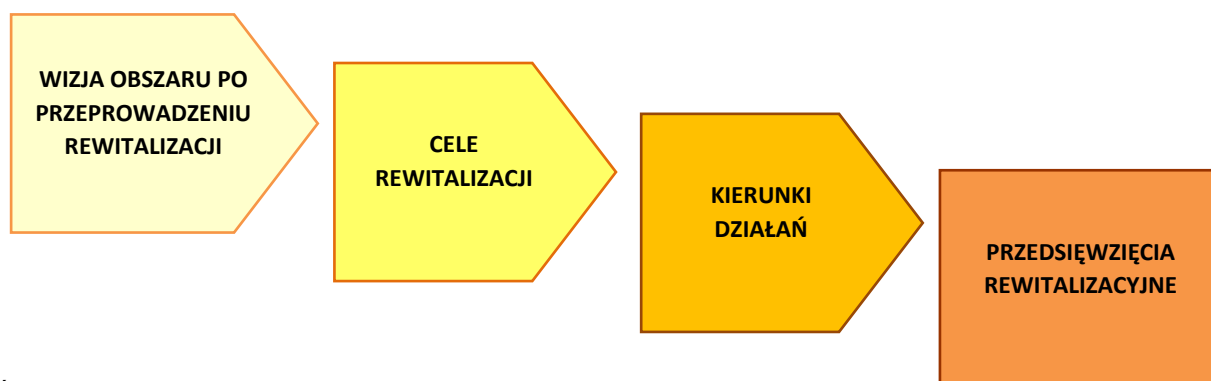 WIZJA OBSZARU PO
PRZEPROWADZENIU
REWITALIZACJI
CELE
REWITALIZACJI
KIERUNKI
DZIAŁAŃ
PRZEDSIĘWZIĘCIA
REWITALIZACYJNE